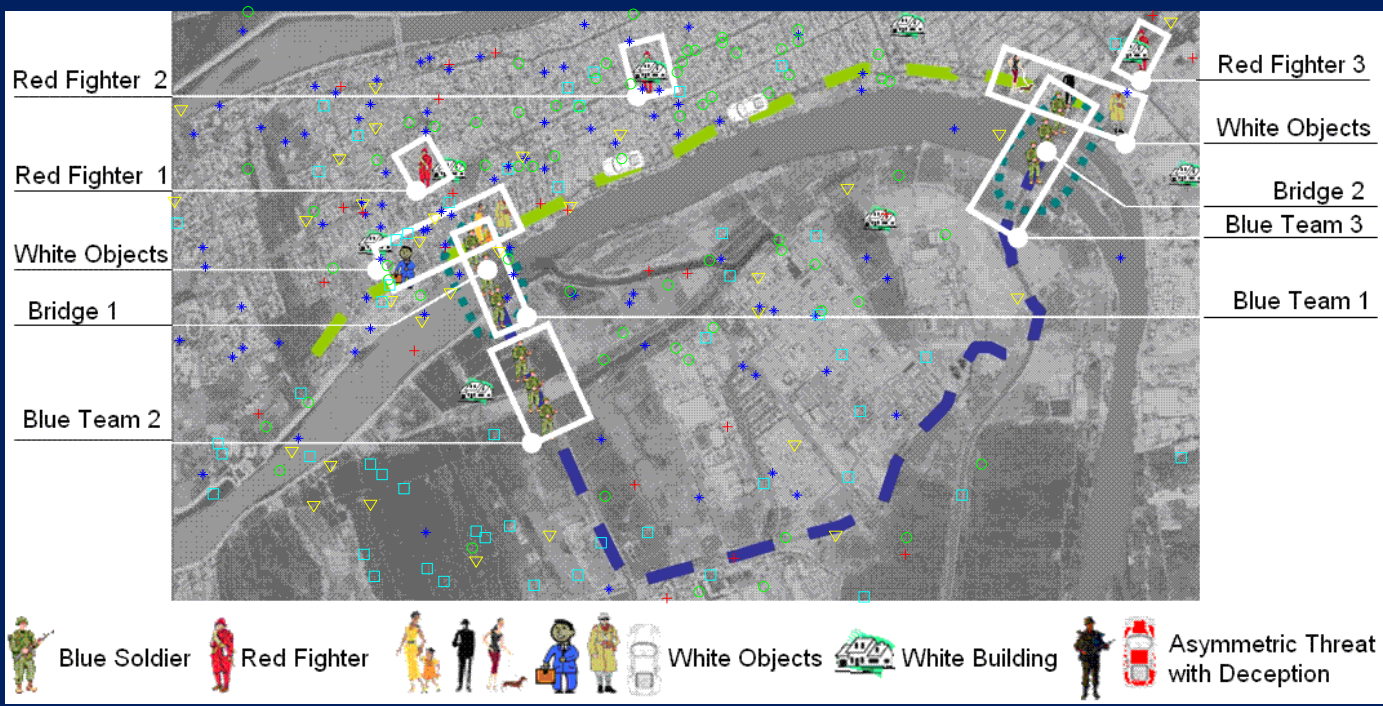 Red Fighter 2
Red Fighter 1
White Objects
Bridge 1
Blue Team 2
Red Fighter 3
White Objects
Bridge 2
Blue Team 3
Blue Team 1
Blue Soldier
Red Fighter
White Objects
White Building
Asymmetric Threat
with Deception